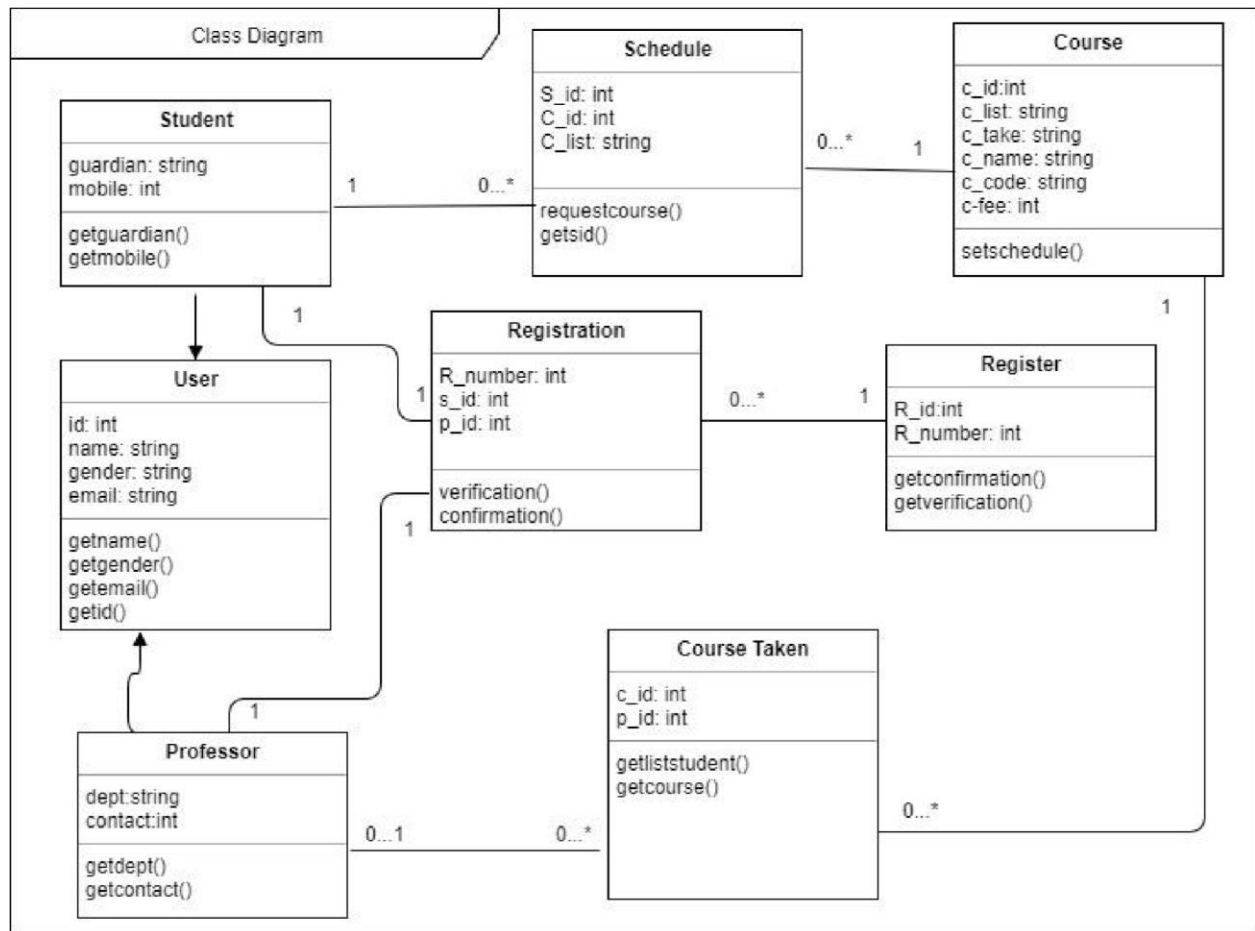 Class Diagram
Student
guardian: string
mobile: int
getguardian()
getmobile()
Schedule
S_id: int
C_id: int
C_list: string
requestcourse()
getsid()
Course
c_id:int
c_list: string
c_take: string
c_name: string
c_code: string
c-fee: int
setschedule()
1
0...*
0...*
1
1
1
1
User
id: int
name: string
gender: string
email: string
getname()
getgender()
getemail()
getid()
Registration
R_number: int
s_id: int
p_id: int
verification()
confirmation()
0...*
1
Register
R_id:int
R_number: int
getconfirmation()
getverification()
1
1
Professor
dept:string
contact:int
getdept()
getcontact()
0...1
0...*
Course Taken
c_id: int
p_id: int
getliststudent()
getcourse()
0...*